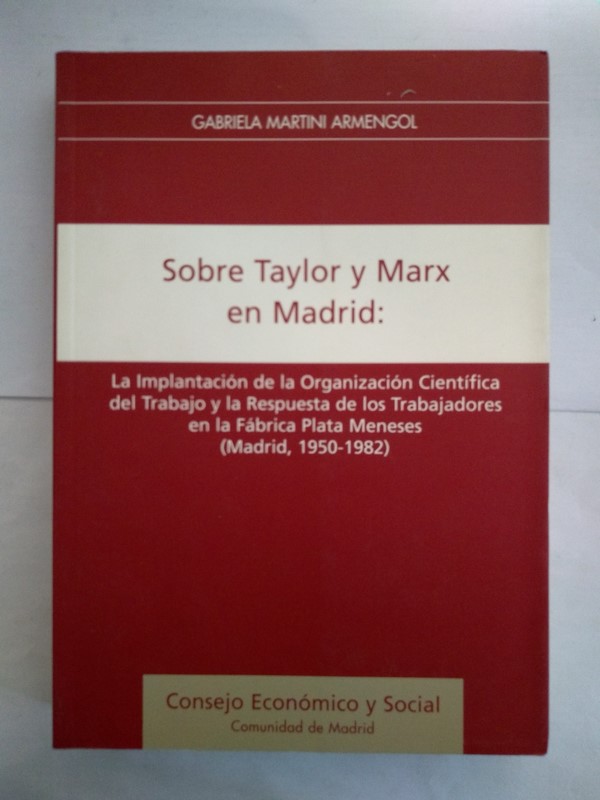 GABRIELA MARTINI ARMENGOL
Sobre Taylor y Marx
en Madrid:
La Implantación de la Organización Científica
del Trabajo y la Respuesta de los Trabajadores
en la Fábrica Plata Meneses
(Madrid, 1950-1982)
Consejo Económico y Social
Comunidad de Madrid